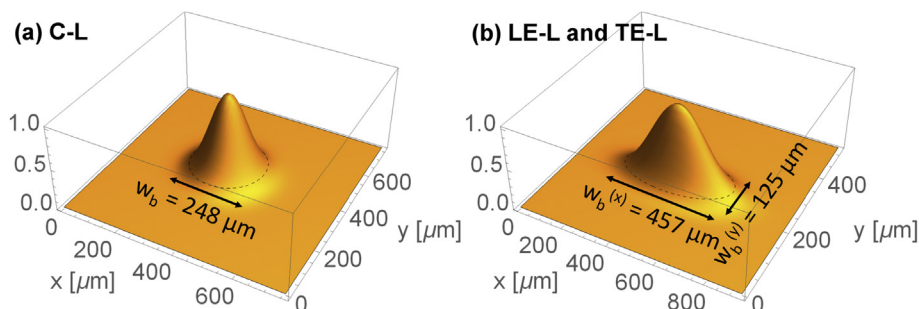 (a) C-L
(b) LE-L and TE-L
1.0
0.5
0.0
0
200
400
600
x [μm]
0
200
400
600
y [μm]
w_b = 248 μm
1.0
0.5
0.0
0
200
400
600
800
x [μm]
0
200
400
y [μm]
w_b^(x) = 457 μm
w_b^(y) = 125 μm